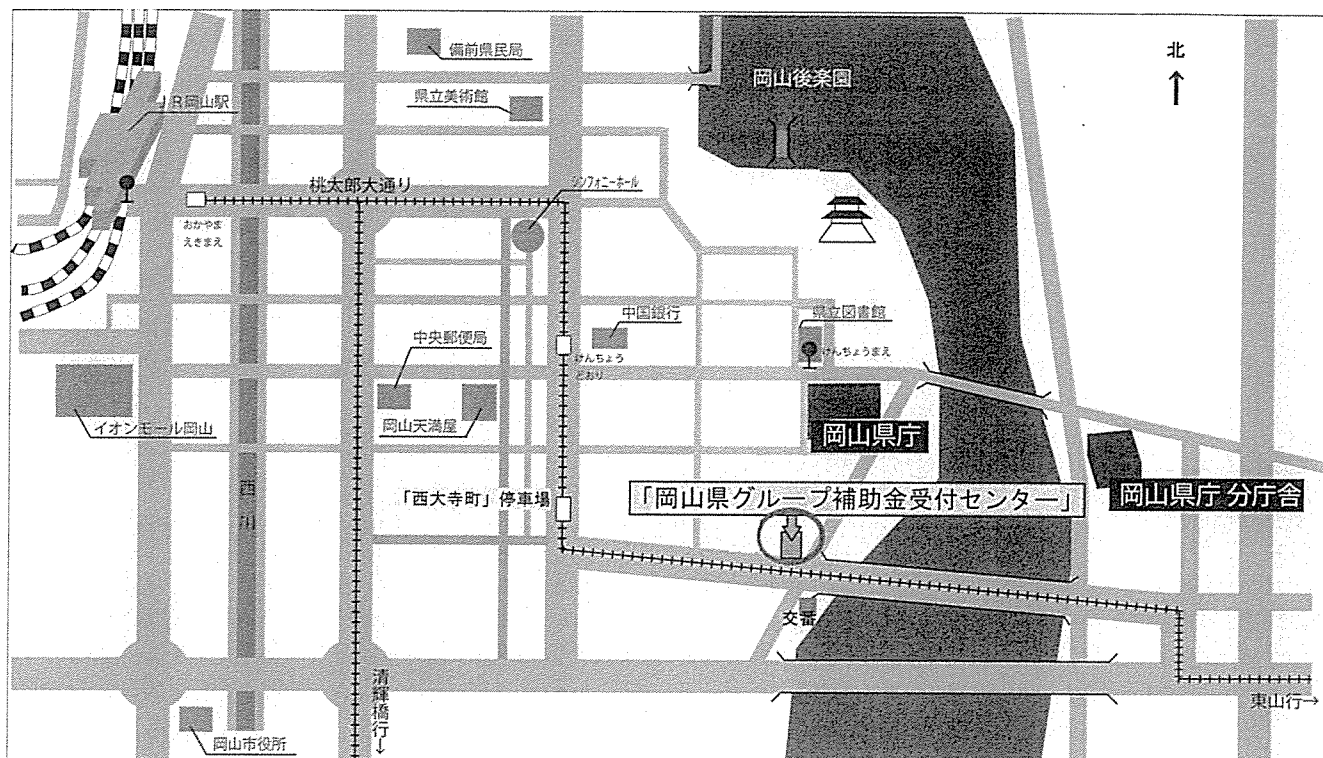 備前県民局
北
↑
岡山後楽園
JR岡山駅
県立美術館
桃太郎大通り
シンフォニーホール
おかやま
えきまえ
中国銀行
県立図書館
中央郵便局
けんちょう
どおり
けんちょうまえ
イオンモール岡山
岡山天満屋
岡山県庁
西川
「西大寺町」停車場
「岡山県グループ補助金受付センター」
岡山県庁 分庁舎
交番
清輝橋行→
東山行→
岡山市役所